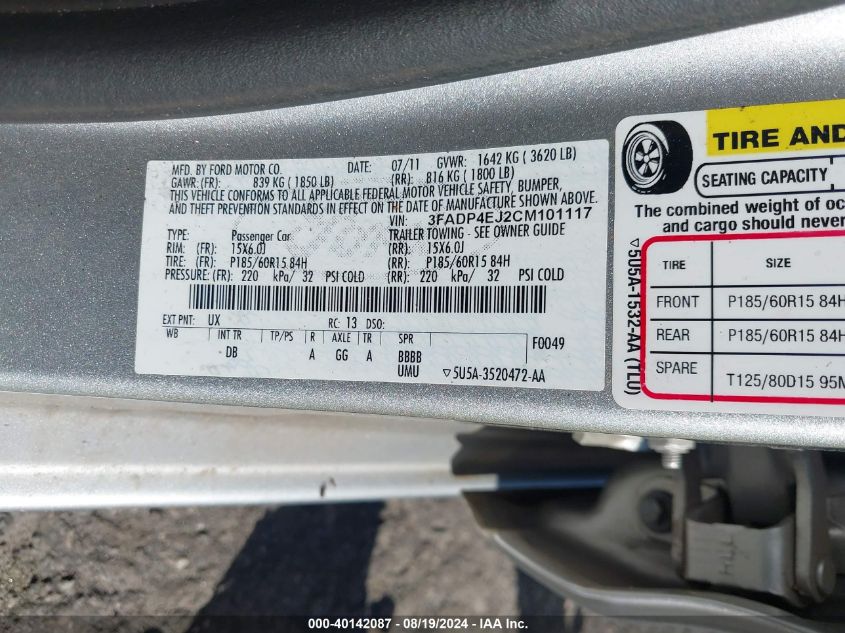 MFD. BY FORD MOTOR CO. DATE: 07/11 GVWR: 1642 KG ( 3620 LB)
GAWR: (FR): 839 KG ( 1850 LB) (RR): 816 KG ( 1800 LB)
THIS VEHICLE CONFORMS TO ALL APPLICABLE FEDERAL MOTOR VEHICLE SAFETY, BUMPER,
AND THEFT PREVENTION STANDARDS IN EFFECT ON THE DATE OF MANUFACTURE SHOWN ABOVE.
VIN: 3FADP4EJ2CM101117
TYPE: Passenger Car TRAILER TOWING - SEE OWNER GUIDE
RIM: (FR): 15X6.0J (RR): 15X6.0J
TIRE: (FR): P185/60R15 84H (RR): P185/60R15 84H
PRESSURE: (FR): 220 kPa/ 32 PSI COLD (RR): 220 kPa/ 32 PSI COLD
EXT PNT: UX RC: 13 DSO: F0049
WB INT TR TP/PS R AXLE TR SPR
DB A GG A BBBB
UMU ▽5U5A-3520472-AA
TIRE AND
SEATING CAPACITY
The combined weight of occ
and cargo should never
▽5U5A-1532-AA (TLU)
TIRE SIZE
FRONT P185/60R15 84H
REAR P185/60R15 84H
SPARE T125/80D15 95M
000-40142087 - 08/19/2024 - IAAI, Inc.